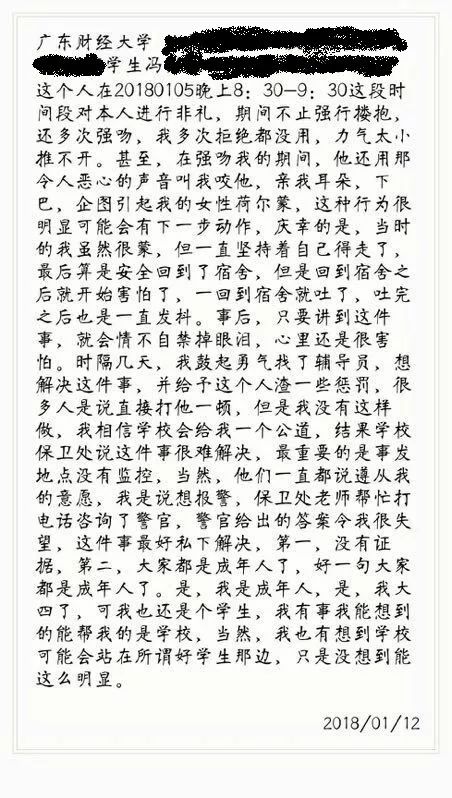 广东财经大学
学生冯
这个人在20180105晚上8：30—9：30这段时
间段对本人进行非礼，期间不止强行搂抱，
还多次强吻，我多次拒绝都没用，力气太小
推不开。甚至，在强吻我的期间，他还用那
令人恶心的声音叫我咬他，亲我耳朵，下
巴，企图引起我的女性荷尔蒙，这种行为很
明显可能会有下一步动作，庆幸的是，当时
的我虽然很蒙，但一直坚持着自己得走了，
最后算是安全回到了宿舍，但是回到宿舍之
后就开始害怕了，一回到宿舍就吐了，吐完
之后也是一直发抖。事后，只要讲到这件
事，就会情不自禁掉眼泪，心里还是很害
怕。时隔几天，我鼓起勇气找了辅导员，想
解决这件事，并给予这个人渣一些惩罚，很
多人是说直接打他一顿，但是我没有这样
做，我相信学校会给我一个公道，结果学校
保卫处说这件事很难解决，最重要的是事发
地点没有监控，当然，他们一直都说遵从我
的意愿，我是说想报警，保卫处老师帮忙打
电话咨询了警官，警官给出的答案令我很失
望，这件事最好私下解决，第一，没有证
据，第二，大家都是成年人了，好一句大家
都是成年人了。是，我是成年人，是，我大
四了，可我也还是个学生，我有事我能想到
的能帮我的是学校，当然，我也有想到学校
可能会站在所谓好学生那边，只是没想到能
这么明显。
2018/01/12